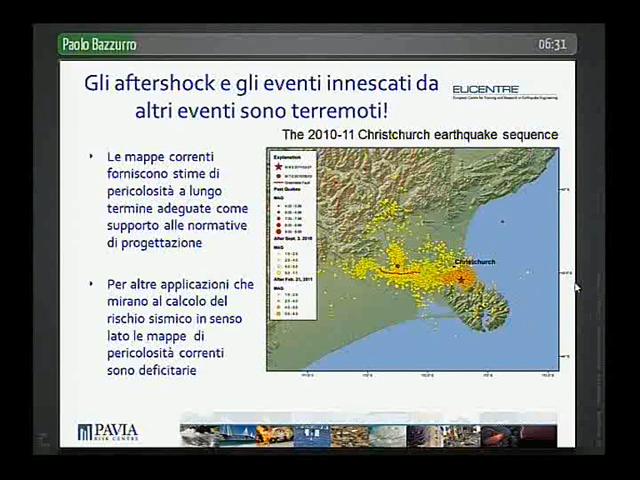 Paolo Bazzurro
06:31
Gli aftershock e gli eventi innescati da
altri eventi sono terremoti!
EUCENTRE
The 2010-11 Christchurch earthquake sequence
Le mappe correnti
forniscono stime di
pericolosità a lungo
termine adeguate come
supporto alle normative
di progettazione
Per altre applicazioni che
mirano al calcolo del
rischio sismico in senso
lato le mappe di
pericolosità correnti
sono deficitarie
Explanation
MAG
MAG
MAG
Christchurch
PAVIA
RISK CENTRE